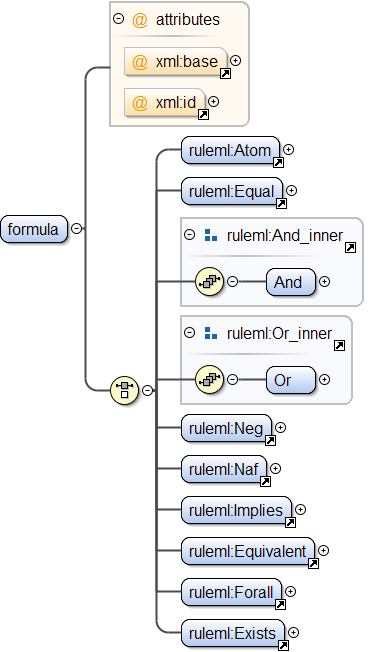 @ attributes
@ xml:base
@ xml:id
ruleml:Atom
ruleml:Equal
formula
ruleml:And_inner
And
ruleml:Or_inner
Or
ruleml:Neg
ruleml:Naf
ruleml:Implies
ruleml:Equivalent
ruleml:Forall
ruleml:Exists